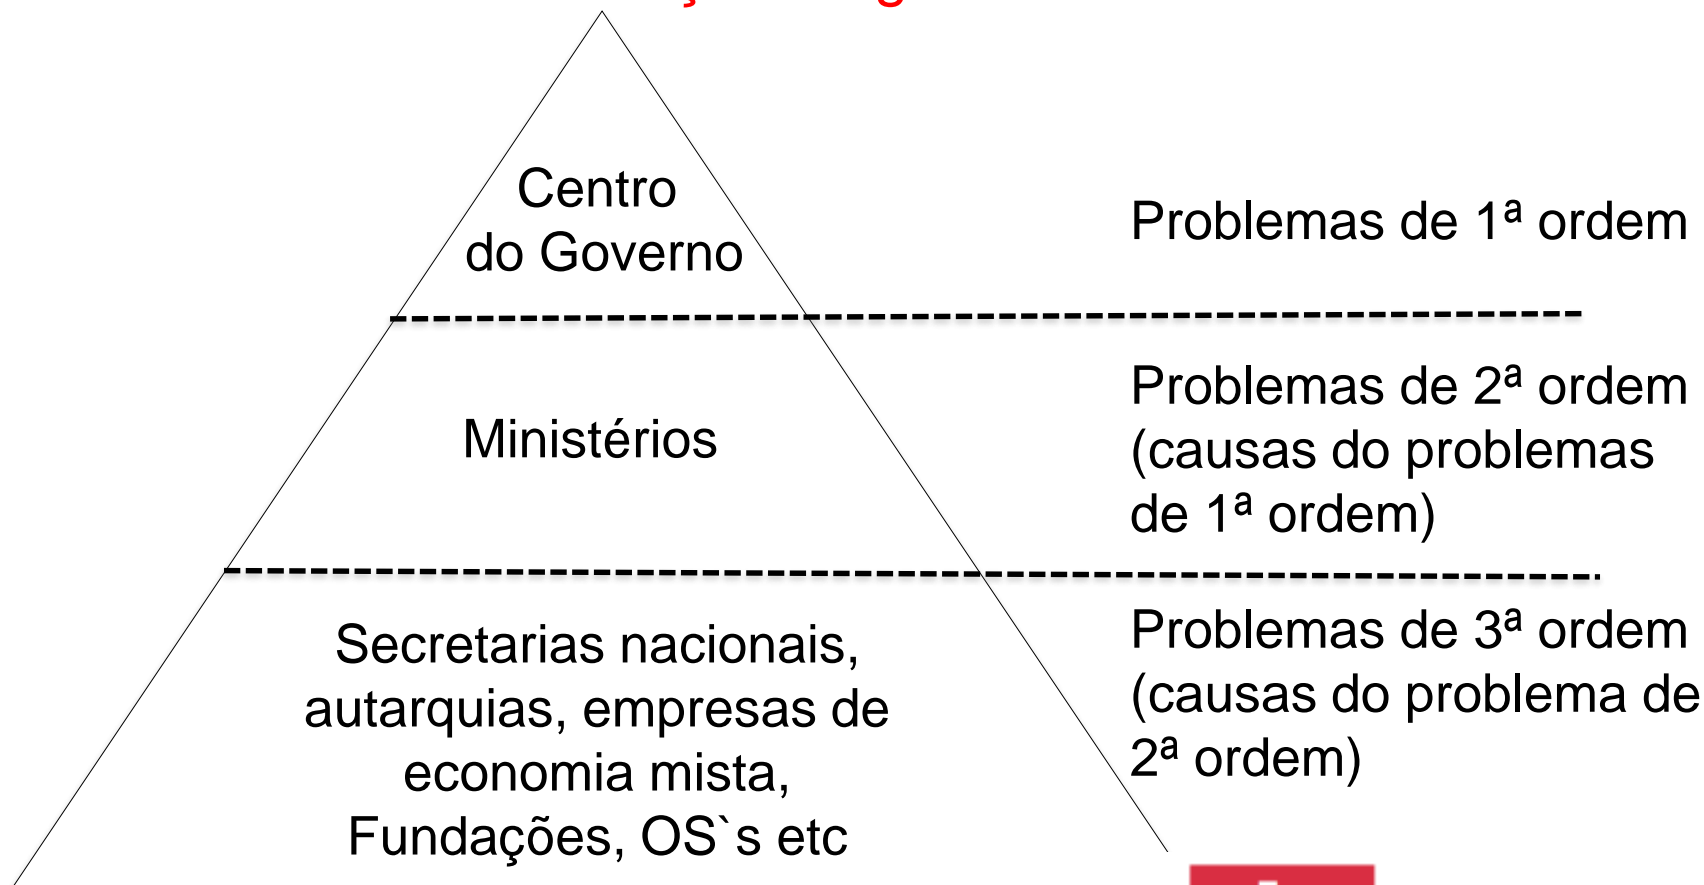 Centro
do Governo
Problemas de 1ª ordem
Ministérios
Problemas de 2ª ordem
(causas do problemas
de 1ª ordem)
Secretarias nacionais,
autarquias, empresas de
economia mista,
Fundações, OS`s etc
Problemas de 3ª ordem
(causas do problema de
2ª ordem)